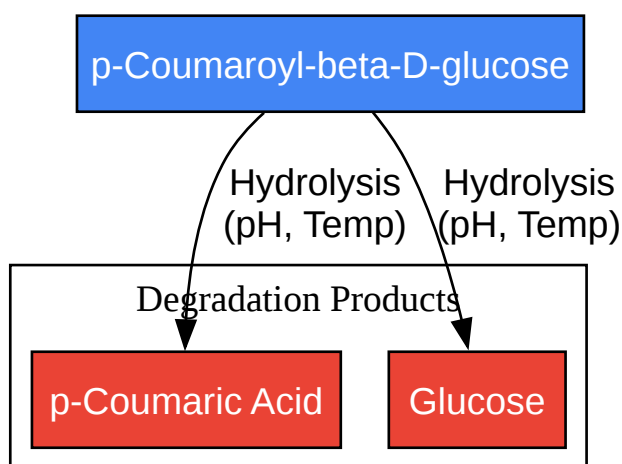 p-Coumaroyl-beta-D-glucose
Hydrolysis
(pH, Temp)
Hydrolysis
(pH, Temp)
Degradation Products
p-Coumaric Acid
Glucose